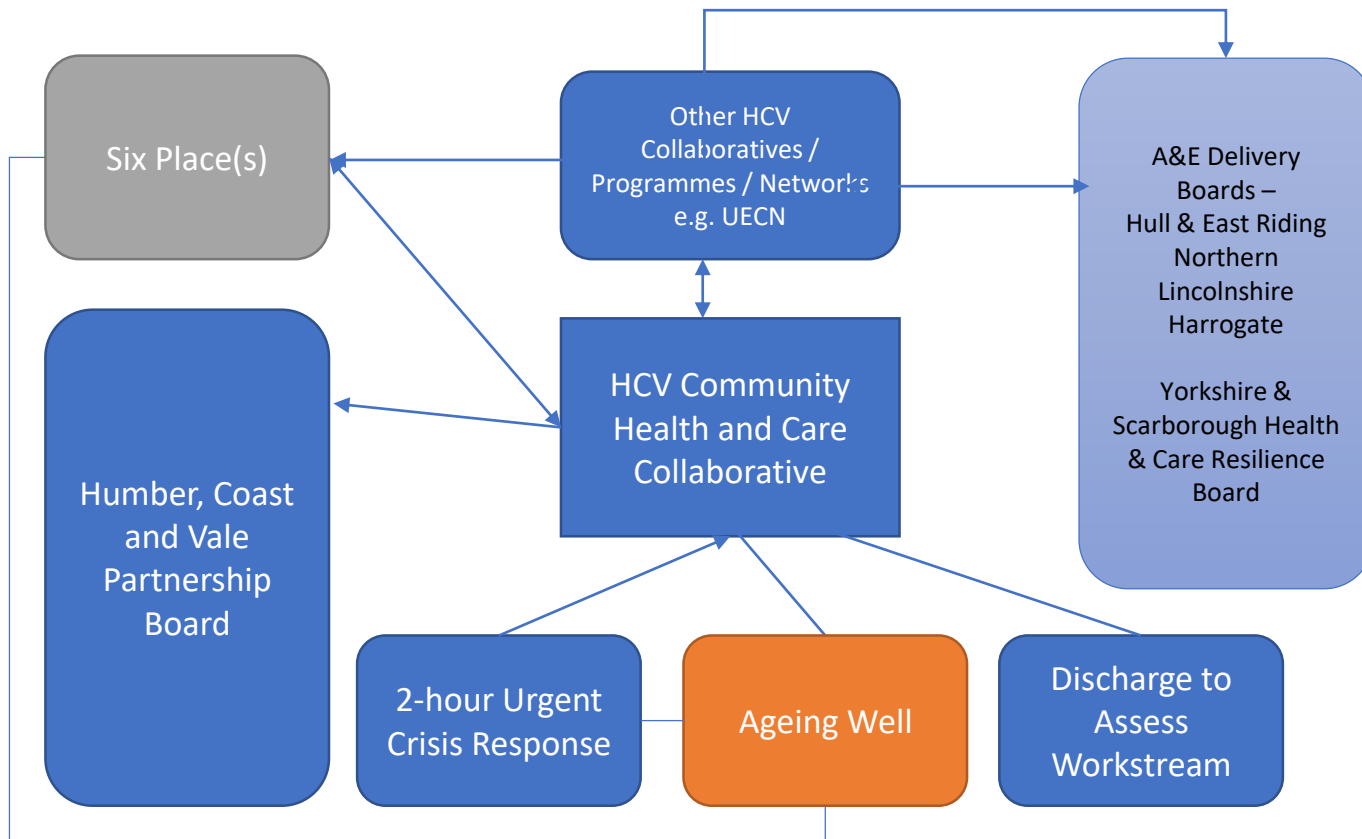 Six Place(s)
Other HCV
Collaboratives /
Programmes / Networks
e.g. UECN
A&E Delivery
Boards –
Hull & East Riding
Northern
Lincolnshire
Harrogate
Yorkshire &
Scarborough Health
& Care Resilience
Board
Humber, Coast
and Vale
Partnership
Board
HCV Community
Health and Care
Collaborative
2-hour Urgent
Crisis Response
Ageing Well
Discharge to
Assess
Workstream